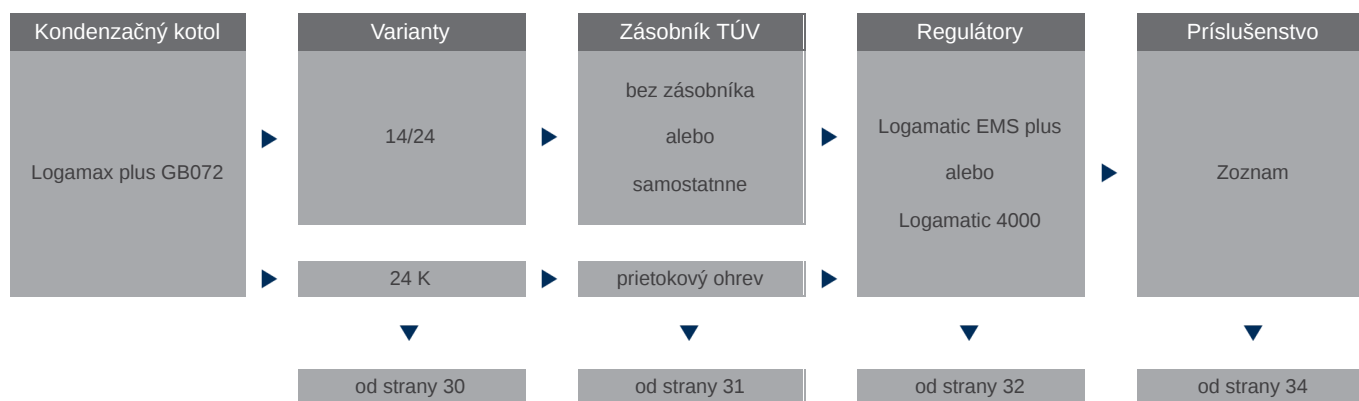 Kondenzačný kotol
Logamax plus GB072
Varianty
14/24
24 K
od strany 30
Zásobník TÚV
bez zásobníka
alebo
samostatnne
prietokový ohrev
od strany 31
Regulátory
Logamatic EMS plus
alebo
Logamatic 4000
od strany 32
Príslušenstvo
Zoznam
od strany 34